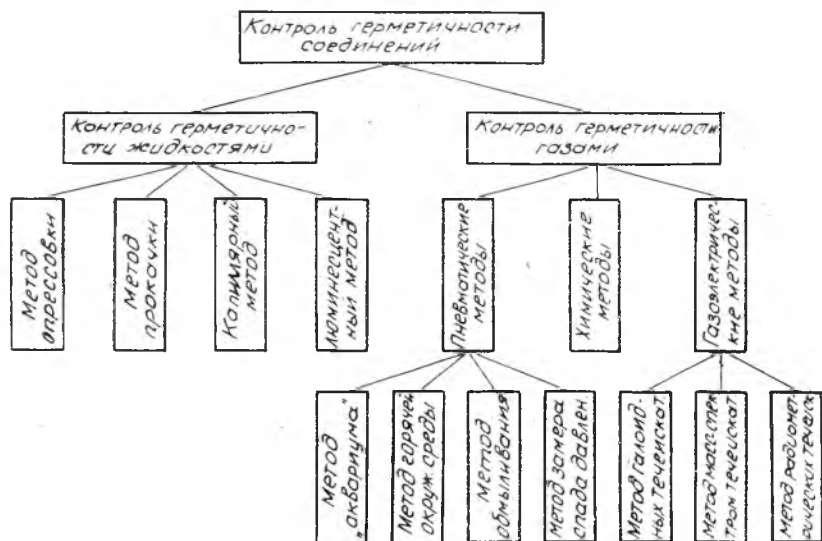 Контроль герметичности
соединений
Контроль герметично-
сти жидкостями
Контроль герметичности
газами
Метод
опрессовки
Метод
прокочки
Капилярный
метод
люминесцент-
ный метод
Пневматические
методы
Химические
методы
Газоэлектричес-
кие методы
Метод
"аквариума"
Метод горячей
окруж. среды
Метод
обмыливания
Метод замера
спада давлен.
Метод галоид-
ных течеискат.
Метод масс-спек-
тром течеискат
Метод радиомет-
рических течеиск